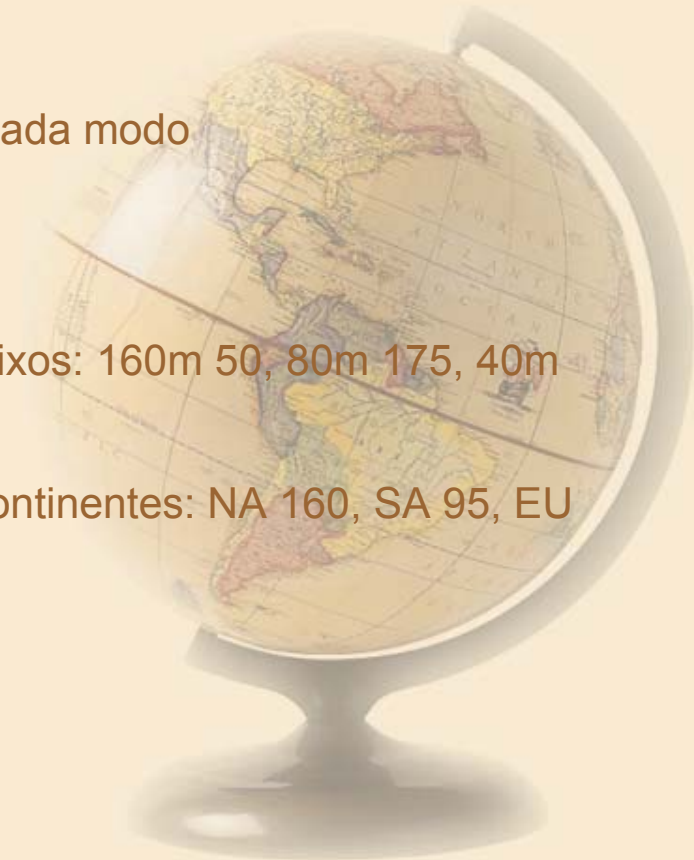 ada modo
ixos: 160m 50, 80m 175, 40m
ontinentes: NA 160, SA 95, EU